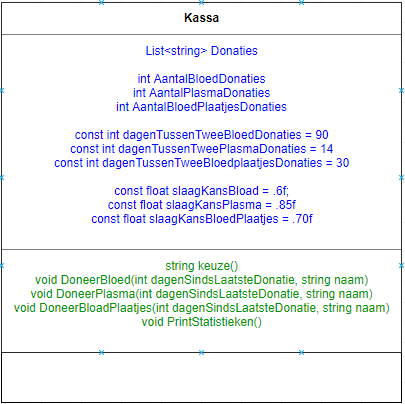 Kassa
List<string> Donaties
int AantalBloedDonaties
int AantalPlasmaDonaties
int AantalBloedPlaatjesDonaties
const int dagenTussenTweeBloedDonaties = 90
const int dagenTussenTweePlasmaDonaties = 14
const int dagenTussenTweeBloedplaatjesDonaties = 30
const float slaagKansBload = .6f;
const float slaagKansPlasma = .85f
const float slaagKansBloedPlaatjes = .70f
string keuze()
void DoneerBloed(int dagenSindsLaatsteDonatie, string naam)
void DoneerPlasma(int dagenSindsLaatsteDonatie, string naam)
void DoneerBloadPlaatjes(int dagenSindsLaatsteDonatie, string naam)
void PrintStatistieken()